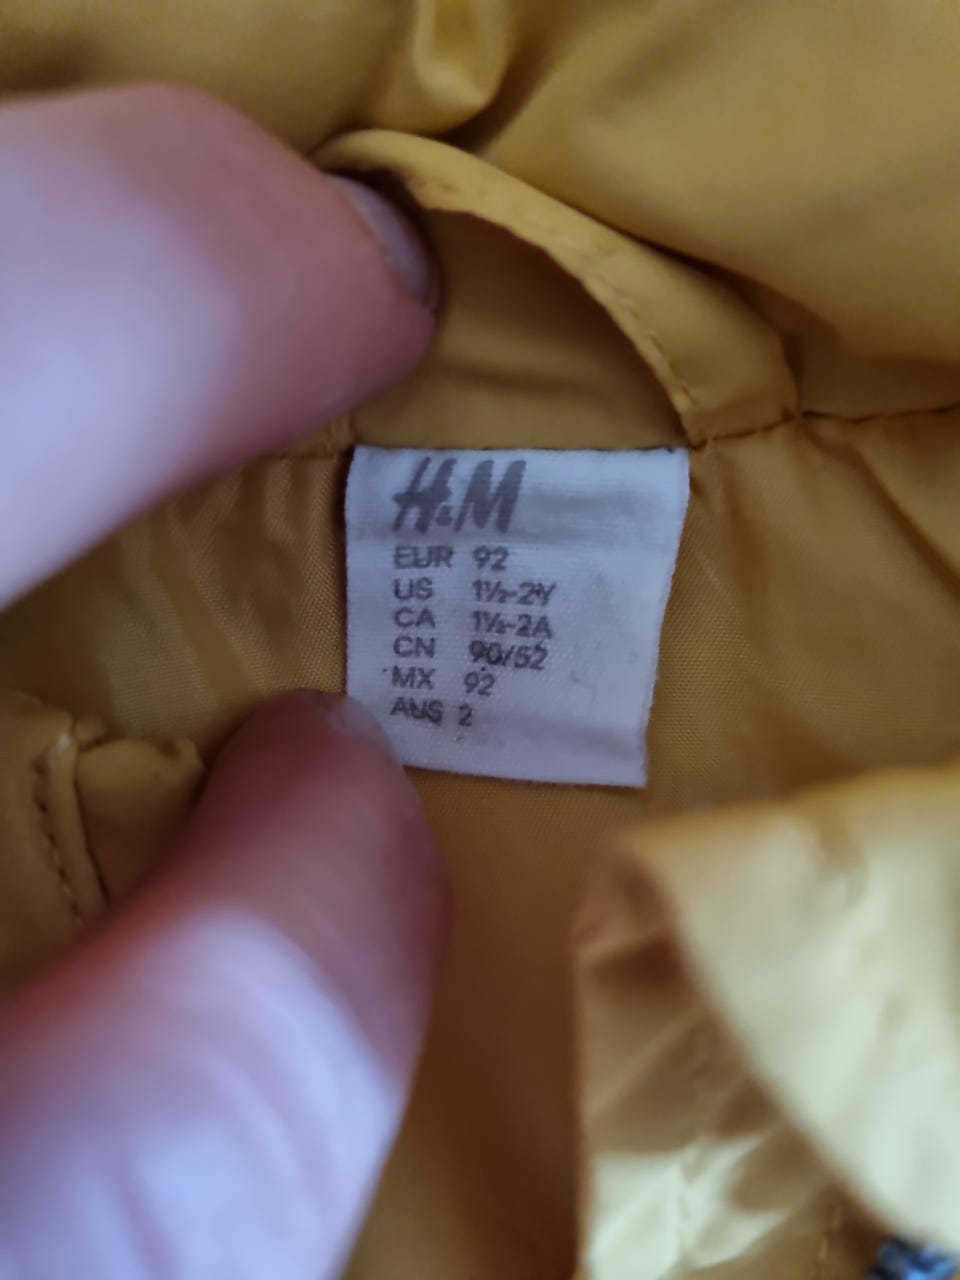 H&M
EUR 92
US 1½-2Y
CA 1½-2A
CN 90/52
MX 92
AUS 2